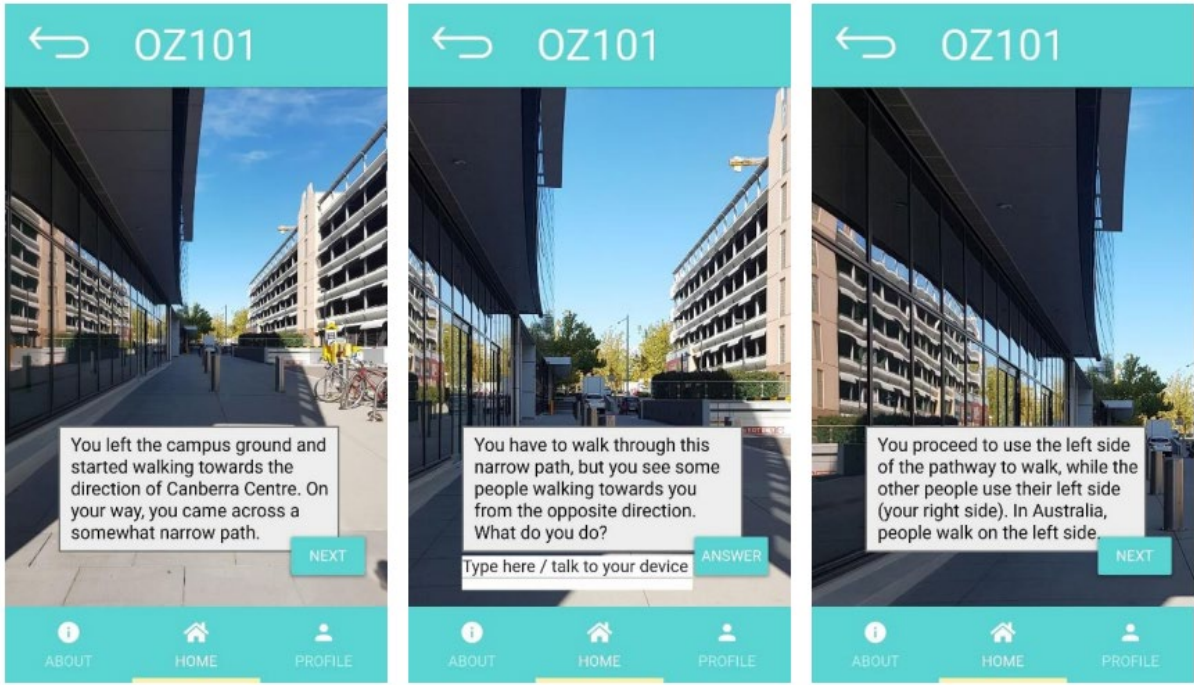 OZ101
You left the campus ground and
started walking towards the
direction of Canberra Centre. On
your way, you came across a
somewhat narrow path.
NEXT
ABOUT
HOME
PROFILE
OZ101
You have to walk through this
narrow path, but you see some
people walking towards you
from the opposite direction.
What do you do?
ANSWER
Type here / talk to your device
ABOUT
HOME
PROFILE
OZ101
You proceed to use the left side
of the pathway to walk, while the
other people use their left side
(your right side). In Australia,
people walk on the left side.
NEXT
ABOUT
HOME
PROFILE